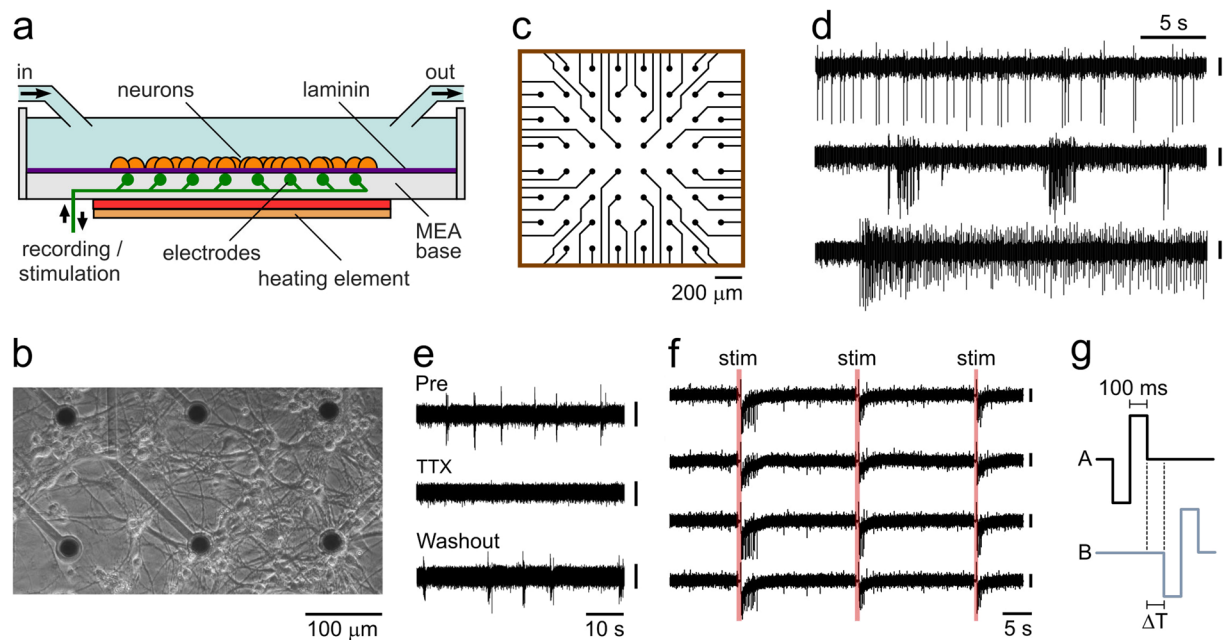 a
in
out
neurons
laminin
recording /
stimulation
electrodes
heating element
MEA
base
b
100 μm
c
200 μm
d
5 s
e
Pre
TTX
Washout
10 s
f
stim stim stim
5 s
g
100 ms
A
B
ΔT